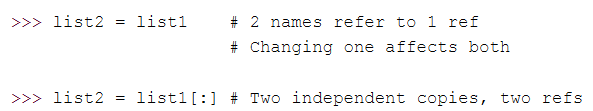 >>> list2 = list1    # 2 names refer to 1 ref
                     # Changing one affects both
>>> list2 = list1[:] # Two independent copies, two refs